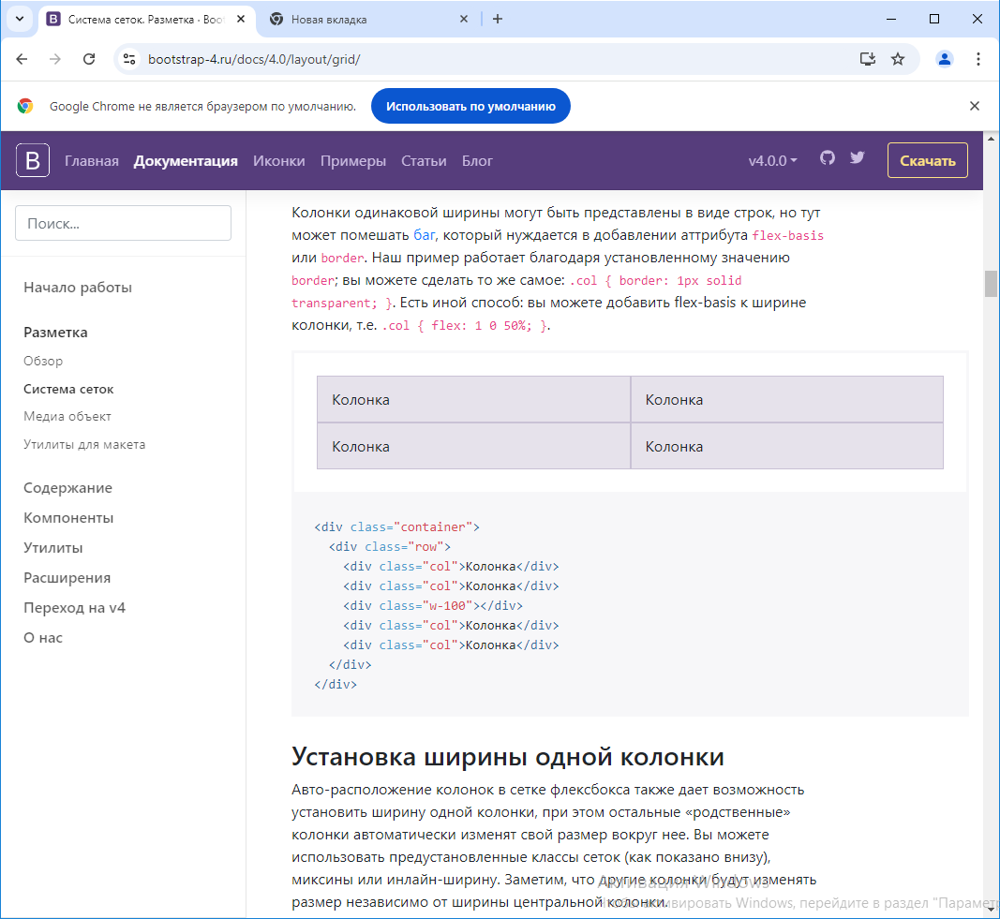 Система сеток. Разметка · Boot
Новая вкладка
bootstrap-4.ru/docs/4.0/layout/grid/
Google Chrome не является браузером по умолчанию.
Использовать по умолчанию
B
Главная
Документация
Иконки
Примеры
Статьи
Блог
v4.0.0
Скачать
Поиск...
Начало работы
Разметка
Обзор
Система сеток
Медиа объект
Утилиты для макета
Содержание
Компоненты
Утилиты
Расширения
Переход на v4
О нас
Колонки одинаковой ширины могут быть представлены в виде строк, но тут
может помешать баг, который нуждается в добавлении аттрибута flex-basis
или border. Наш пример работает благодаря установленному значению
border; вы можете сделать то же самое: .col { border: 1px solid
transparent; }. Есть иной способ: вы можете добавить flex-basis к ширине
колонки, т.е. .col { flex: 1 0 50%; }.
Колонка Колонка
Колонка Колонка
<div class="container">
<div class="row">
<div class="col">Колонка</div>
<div class="col">Колонка</div>
<div class="w-100"></div>
<div class="col">Колонка</div>
<div class="col">Колонка</div>
</div>
</div>
Установка ширины одной колонки
Авто-расположение колонок в сетке флексбокса также дает возможность
установить ширину одной колонки, при этом остальные «родственные»
колонки автоматически изменят свой размер вокруг нее. Вы можете
использовать предустановленные классы сеток (как показано внизу),
миксины или инлайн-ширину. Заметим, что другие колонки будут изменять
размер независимо от ширины центральной колонки.
Активация Windows
активировать Windows, перейдите в раздел "Парамет